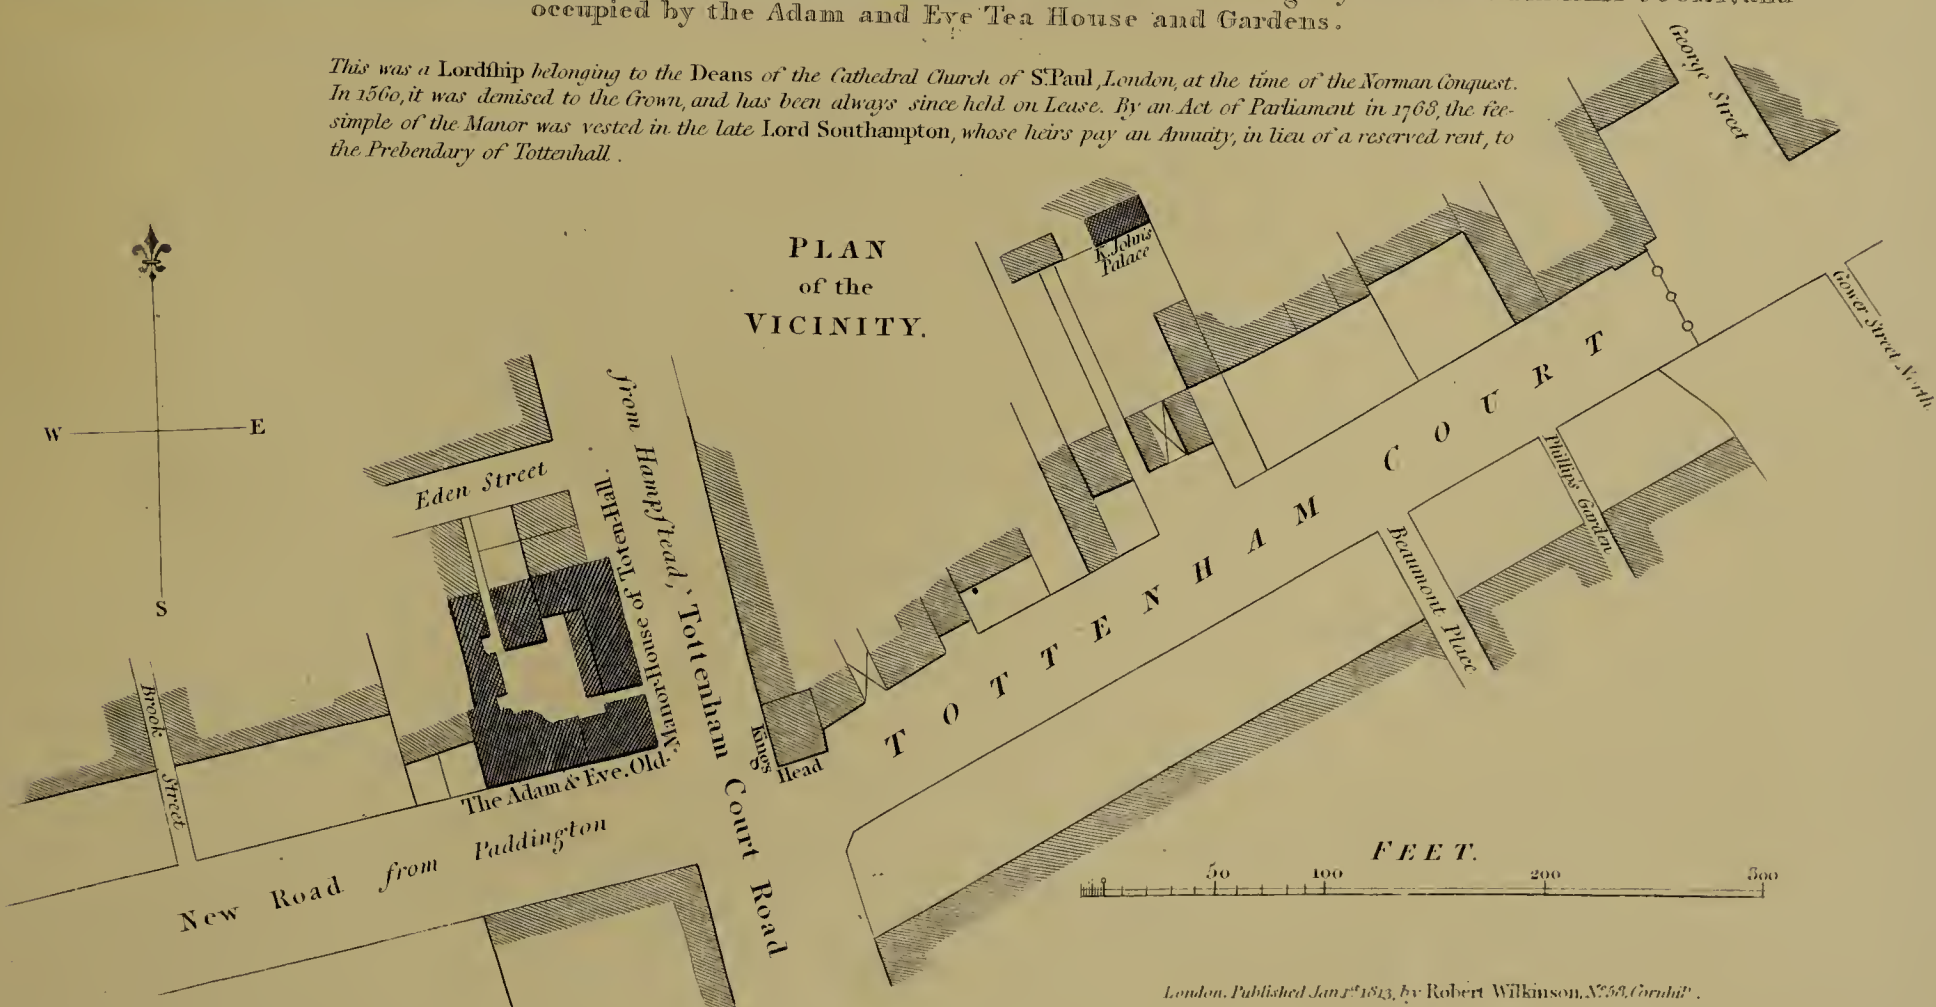 occupied by the Adam and Eve Tea House and Gardens.
This was a Lordſhip belonging to the Deans of the Cathedral Church of St. Paul, London, at the time of the Norman Conquest.
In 1560, it was demised to the Crown, and has been always since held on Lease. By an Act of Parliament in 1768, the fee-
simple of the Manor was vested in the late Lord Southampton, whose heirs pay an Annuity, in lieu of a reserved rent, to
the Prebendary of Tottenhall.
George Street
PLAN
of the
VICINITY.
K. John's
Palace
Gower Street North
W
E
S
from Hampſtead,
Tottenham Court Road
Eden Street
Manor House of Toten Hall.
TOTTENHAM COURT
Phillips Garden
Beaumont Place
Brook Street
King's
Head
The Adam & Eve. Old
New Road from Paddington
FEET.
0 50 100 200 300
London. Published Jan 1st 1813, by Robert Wilkinson, No. 58, Cornhil.